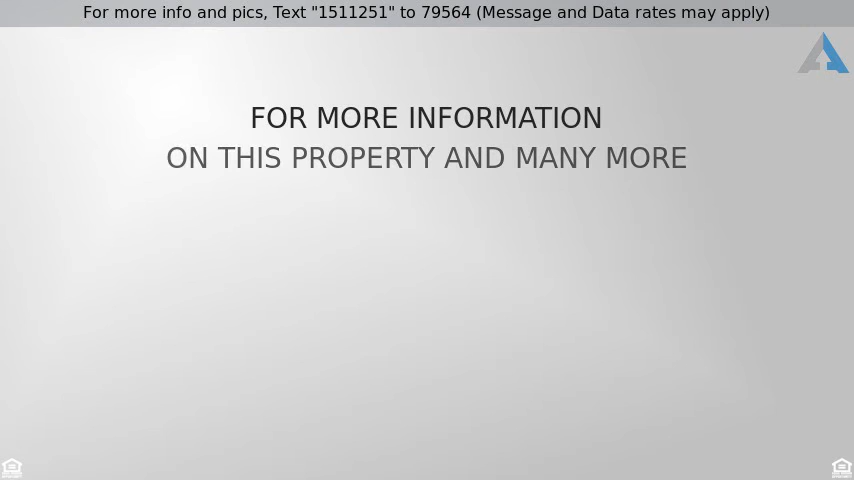 For more info and pics, Text "1511251" to 79564 (Message and Data rates may apply)
FOR MORE INFORMATION
ON THIS PROPERTY AND MANY MORE